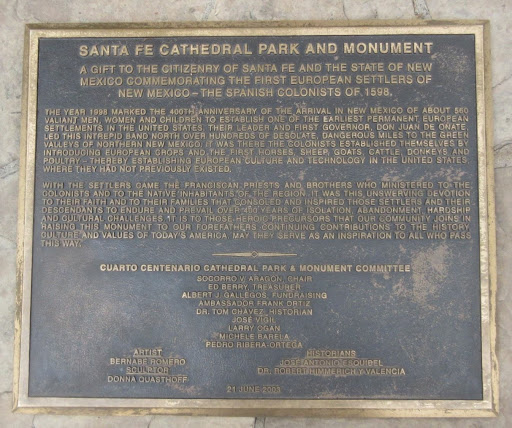 SANTA FE CATHEDRAL PARK AND MONUMENT
A GIFT TO THE CITIZENRY OF SANTA FE AND THE STATE OF NEW
MEXICO COMMEMORATING THE FIRST EUROPEAN SETTLERS OF
NEW MEXICO – THE SPANISH COLONISTS OF 1598.
THE YEAR 1998 MARKED THE 400TH ANNIVERSARY OF THE ARRIVAL IN NEW MEXICO OF ABOUT 560
VALIANT MEN, WOMEN AND CHILDREN TO ESTABLISH ONE OF THE EARLIEST PERMANENT EUROPEAN
SETTLEMENTS IN THE UNITED STATES. THEIR LEADER AND FIRST GOVERNOR, DON JUAN DE ONATE,
LED THIS INTREPID BAND NORTH OVER HUNDREDS OF DESOLATE, DANGEROUS MILES TO THE GREEN
VALLEYS OF NORTHERN NEW MEXICO. IT WAS THERE THE COLONISTS ESTABLISHED THEMSELVES BY
INTRODUCING EUROPEAN CROPS AND THE FIRST HORSES, SHEEP, GOATS, CATTLE, DONKEYS AND
POULTRY – THEREBY ESTABLISHING EUROPEAN CULTURE AND TECHNOLOGY IN THE UNITED STATES
WHERE THEY HAD NOT PREVIOUSLY EXISTED.
WITH THE SETTLERS CAME THE FRANCISCAN PRIESTS AND BROTHERS WHO MINISTERED TO THE
COLONISTS AND TO THE NATIVE INHABITANTS OF THE REGION. IT WAS THIS UNSWERVING DEVOTION
TO THEIR FAITH AND TO THEIR FAMILIES THAT CONSOLED AND INSPIRED THOSE SETTLERS AND THEIR
DESCENDANTS TO ENDURE AND PREVAIL OVER 400 YEARS OF ISOLATION, ABANDONMENT, HARDSHIP
AND CULTURAL CHALLENGES. IT IS TO THOSE HEROIC PRECURSORS THAT OUR COMMUNITY JOINS IN
RAISING THIS MONUMENT TO OUR FOREFATHERS CONTINUING CONTRIBUTIONS TO THE HISTORY
CULTURE AND VALUES OF TODAY'S AMERICA. MAY THEY SERVE AS AN INSPIRATION TO ALL WHO PASS
THIS WAY.
CUARTO CENTENARIO CATHEDRAL PARK & MONUMENT COMMITTEE
SOCORRO V. ARAGON, CHAIR
ED BERRY, TREASURER
ALBERT J. GALLEGOS, FUNDRAISING
AMBASSADOR FRANK ORTIZ
DR. TOM CHAVEZ, HISTORIAN
JOSE VIGIL
LARRY OGAN
MICHELE BARELA
PEDRO RIBERA-ORTEGA
ARTIST
BERNABE ROMERO
SCULPTOR
DONNA QUASTHOFF
HISTORIANS
JOSE ANTONIO ESQUIBEL
DR. ROBERT HIMMERICH Y VALENCIA
21 JUNE 2003